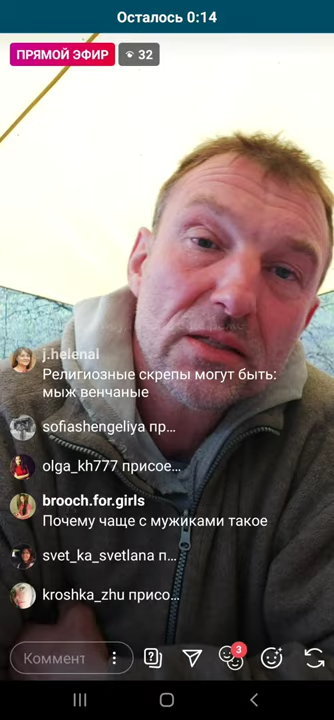 Осталось 0:14
ПРЯМОЙ ЭФИР 32
j.helenai
Религиозные скрепы могут быть:
мыж венчаные
sofiashengeliya пр...
olga_kh777 присое...
brooch.for.girls
Почему чаще с мужиками такое
svet_ka_svetlana п...
kroshka_zhu присо...
Коммент
3